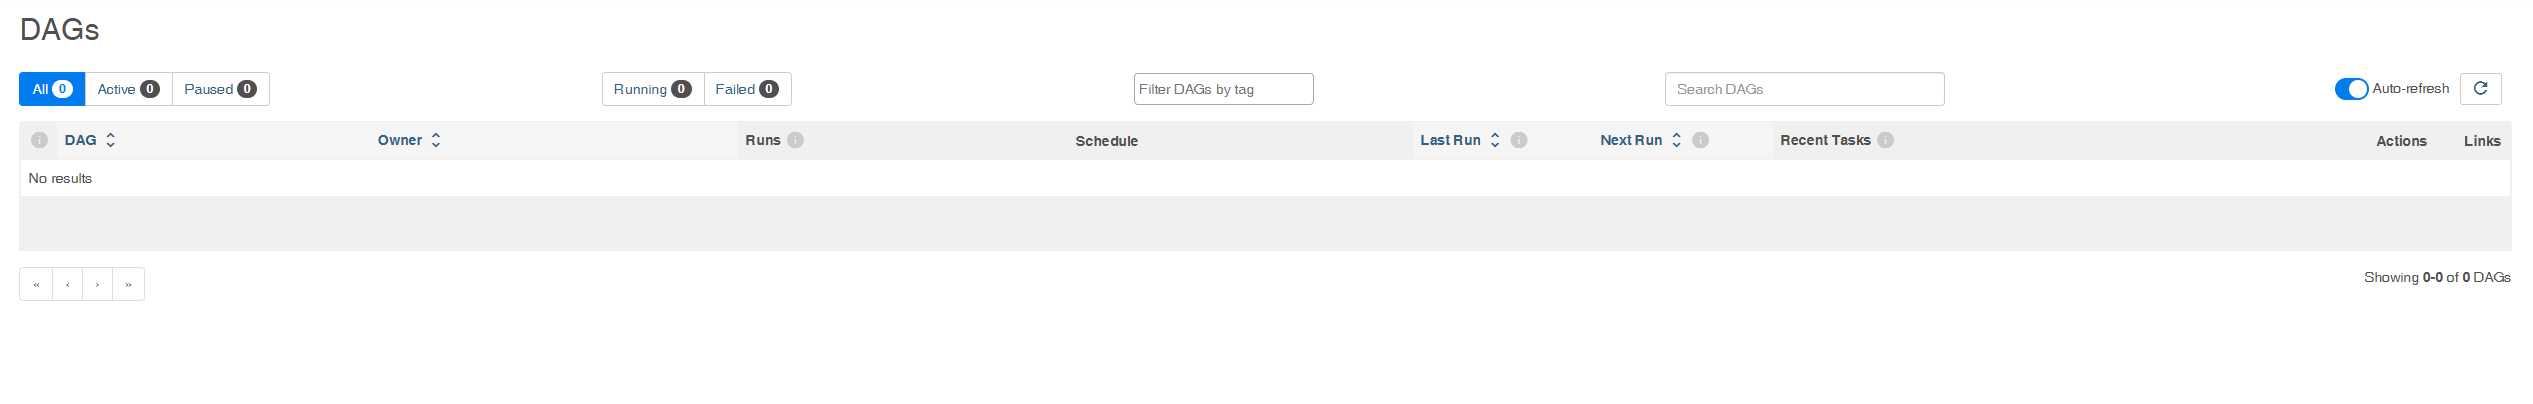 DAGs
All 0 Active 0 Paused 0 Running 0 Failed 0 Filter DAGs by tag Search DAGs Auto-refresh
i DAG Owner Runs i Schedule Last Run i Next Run i Recent Tasks i Actions Links
No results
« ‹ › » Showing 0-0 of 0 DAGs